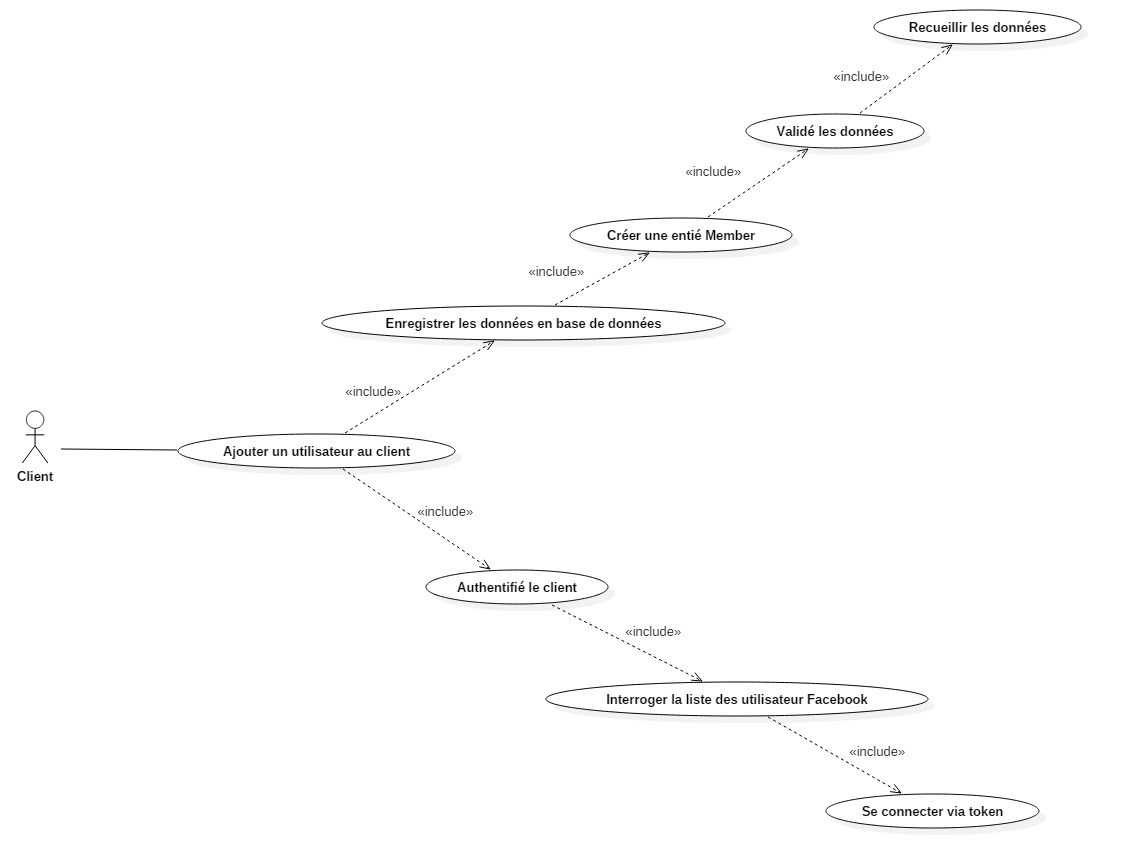 Recueillir les données
«include»
Validé les données
«include»
Créer une entié Member
«include»
Enregistrer les données en base de données
«include»
Ajouter un utilisateur au client
Client
«include»
Authentifié le client
«include»
Interroger la liste des utilisateur Facebook
«include»
Se connecter via token